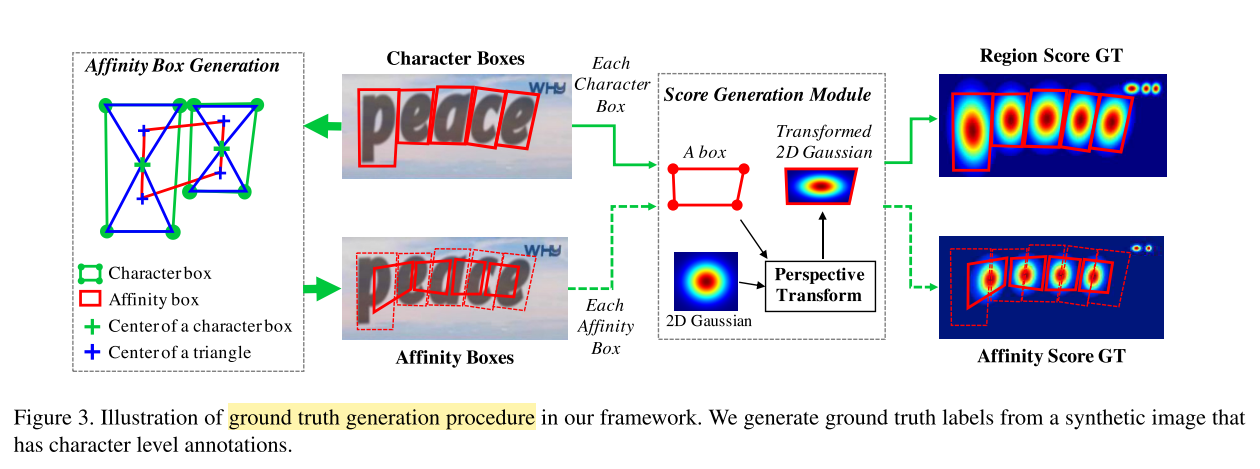 Affinity Box Generation
Character box
Affinity box
Center of a character box
Center of a triangle
Character Boxes
peace
WHY
peace
WHY
Affinity Boxes
Each
Character
Box
Each
Affinity
Box
Score Generation Module
A box
Transformed
2D Gaussian
2D Gaussian
Perspective
Transform
Region Score GT
Affinity Score GT
Figure 3. Illustration of ground truth generation procedure in our framework. We generate ground truth labels from a synthetic image that
has character level annotations.